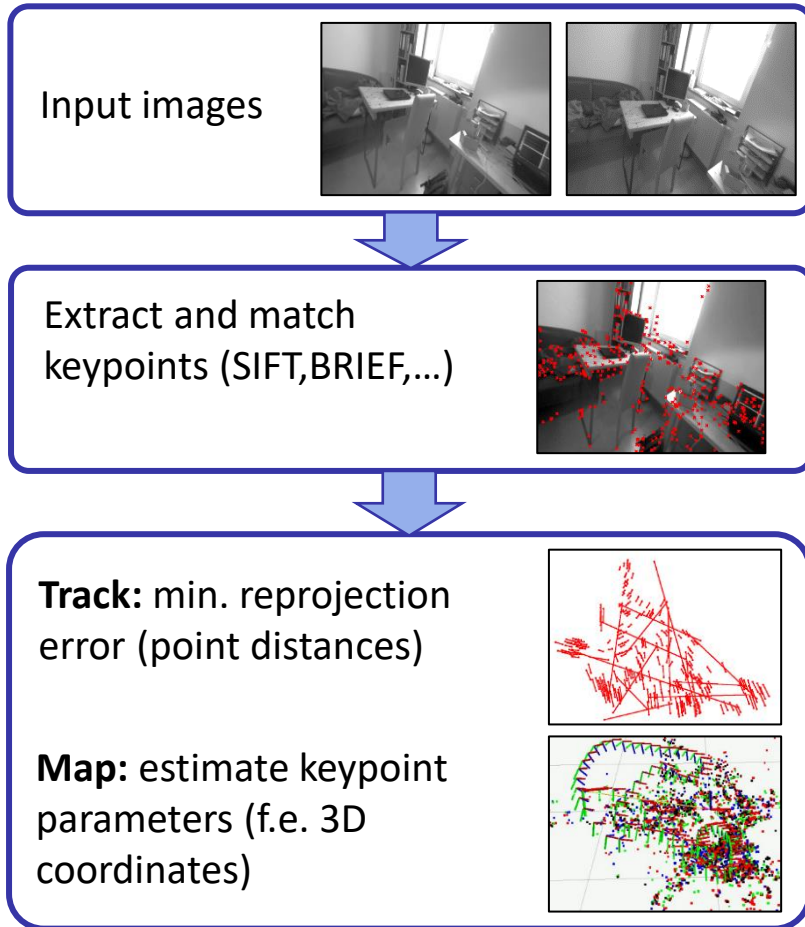 Input images
Extract and match
keypoints (SIFT,BRIEF,...)
Track: min. reprojection
error (point distances)
Map: estimate keypoint
parameters (f.e. 3D
coordinates)